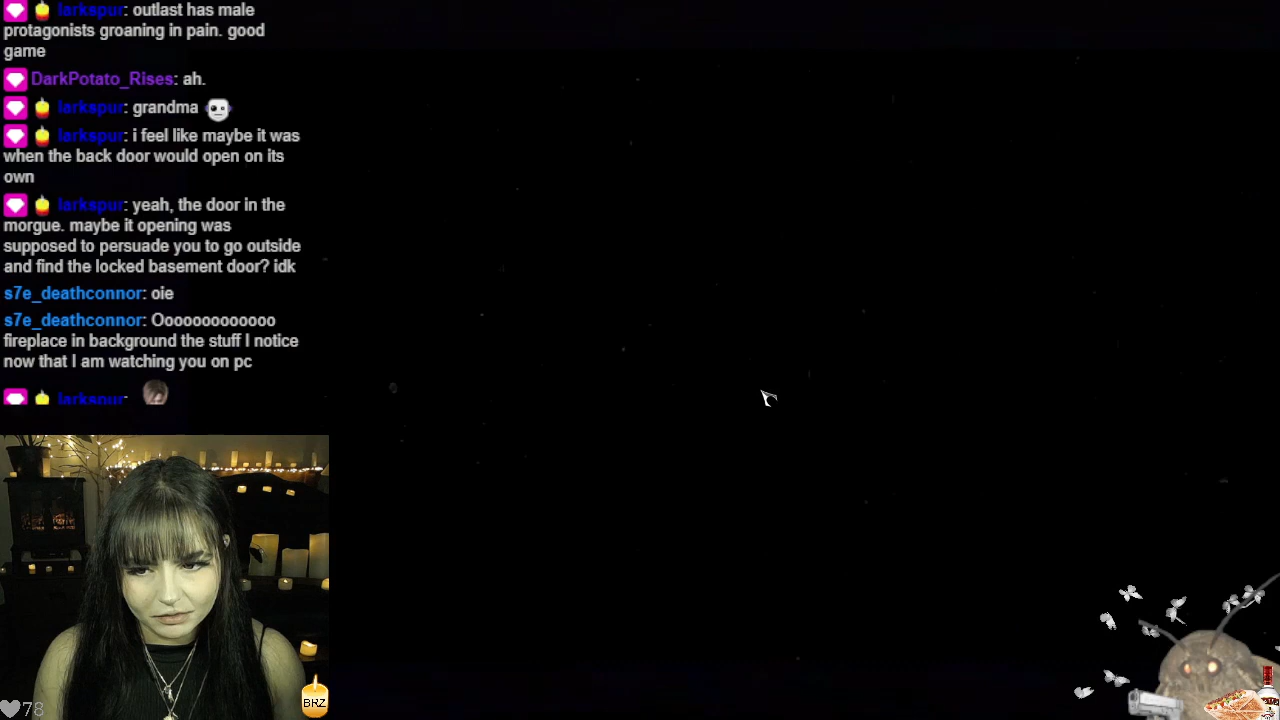 larkspur: outlast has male
protagonists groaning in pain. good
game
DarkPotato_Rises: ah.
larkspur: grandma
larkspur: i feel like maybe it was
when the back door would open on its
own
larkspur: yeah, the door in the
morgue. maybe it opening was
supposed to persuade you to go outside
and find the locked basement door? idk
s7e_deathconnor: oie
s7e_deathconnor: Ooooooooooooo
fireplace in background the stuff I notice
now that I am watching you on pc
larkspur:
BRZ
78